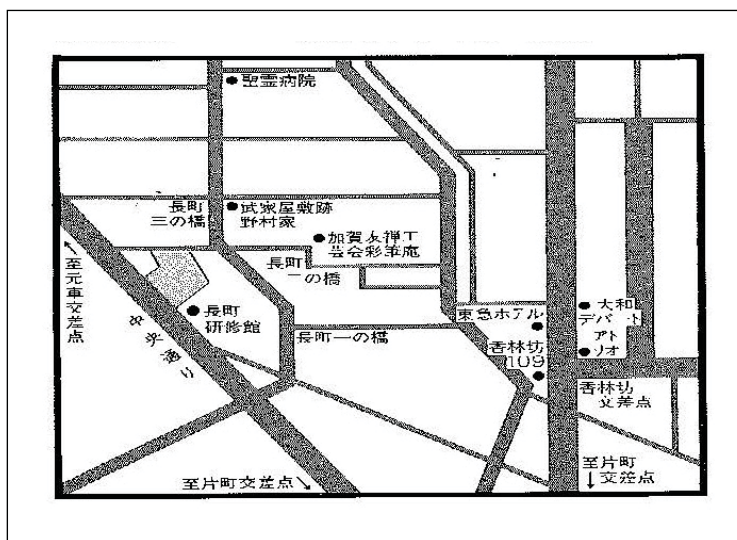 聖霊病院
長町
三の橋
武家屋敷跡
野村家
加賀友禅工
芸会彩筆庵
長町
二の橋
至元車交差点
中央通り
長町
研修館
長町一の橋
東急ホテル
香林坊
109
大和
デパート
アト
リオ
香林坊
交差点
至片町交差点
至片町
交差点